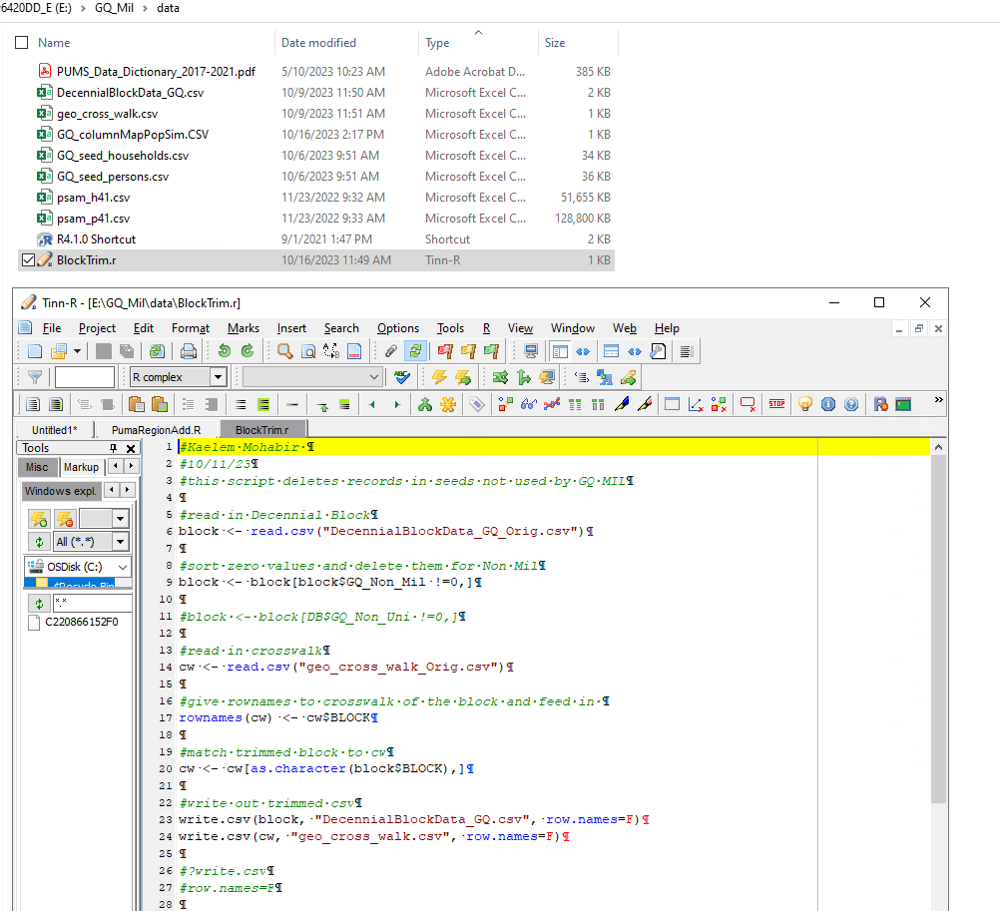 6420DD_E (E:) > GQ_Mil > data
Name Date modified Type Size
PUMS_Data_Dictionary_2017-2021.pdf 5/10/2023 10:23 AM Adobe Acrobat D... 385 KB
DecennialBlockData_GQ.csv 10/9/2023 11:50 AM Microsoft Excel C... 2 KB
geo_cross_walk.csv 10/9/2023 11:51 AM Microsoft Excel C... 1 KB
GQ_columnMapPopSim.CSV 10/16/2023 2:17 PM Microsoft Excel C... 1 KB
GQ_seed_households.csv 10/6/2023 9:51 AM Microsoft Excel C... 34 KB
GQ_seed_persons.csv 10/6/2023 9:51 AM Microsoft Excel C... 36 KB
psam_h41.csv 11/23/2022 9:32 AM Microsoft Excel C... 51,655 KB
psam_p41.csv 11/23/2022 9:33 AM Microsoft Excel C... 128,800 KB
R4.1.0 Shortcut 9/1/2021 1:47 PM Shortcut 2 KB
BlockTrim.r 10/16/2023 11:49 AM Tinn-R 1 KB
Tinn-R - [E:\GQ_Mil\data\BlockTrim.r]
File Project Edit Format Marks Insert Search Options Tools R View Window Web Help
R complex
Untitled1* PumaRegionAdd.R BlockTrim.r
Tools
Misc Markup
Windows expl.
All (*.*)
OSDisk (C:)
#Recycle Bin
*.*
C220866152F0
1 #Kaelem·Mohabir·¶
2 #10/11/23¶
3 #this·script·deletes·records·in·seeds·not·used·by·GQ·MIL¶
4 ¶
5 #read·in·Decennial·Block¶
6 block·<-·read.csv("DecennialBlockData_GQ_Orig.csv")¶
7 ¶
8 #sort·zero·values·and·delete·them·for·Non·Mil¶
9 block·<-·block[block$GQ_Non_Mil·!=0,]¶
10 ¶
11 #block·<-·block[DB$GQ_Non_Uni·!=0,]¶
12 ¶
13 #read·in·crosswalk¶
14 cw·<-·read.csv("geo_cross_walk_Orig.csv")¶
15 ¶
16 #give·rownames·to·crosswalk·of·the·block·and·feed·in·¶
17 rownames(cw)·<-·cw$BLOCK¶
18 ¶
19 #match·trimmed·block·to·cw¶
20 cw·<-·cw[as.character(block$BLOCK),]¶
21 ¶
22 #write·out·trimmed·csv¶
23 write.csv(block,·"DecennialBlockData_GQ.csv",·row.names=F)¶
24 write.csv(cw,·"geo_cross_walk.csv",·row.names=F)¶
25 ¶
26 #?write.csv¶
27 #row.names=F¶
28 ¶